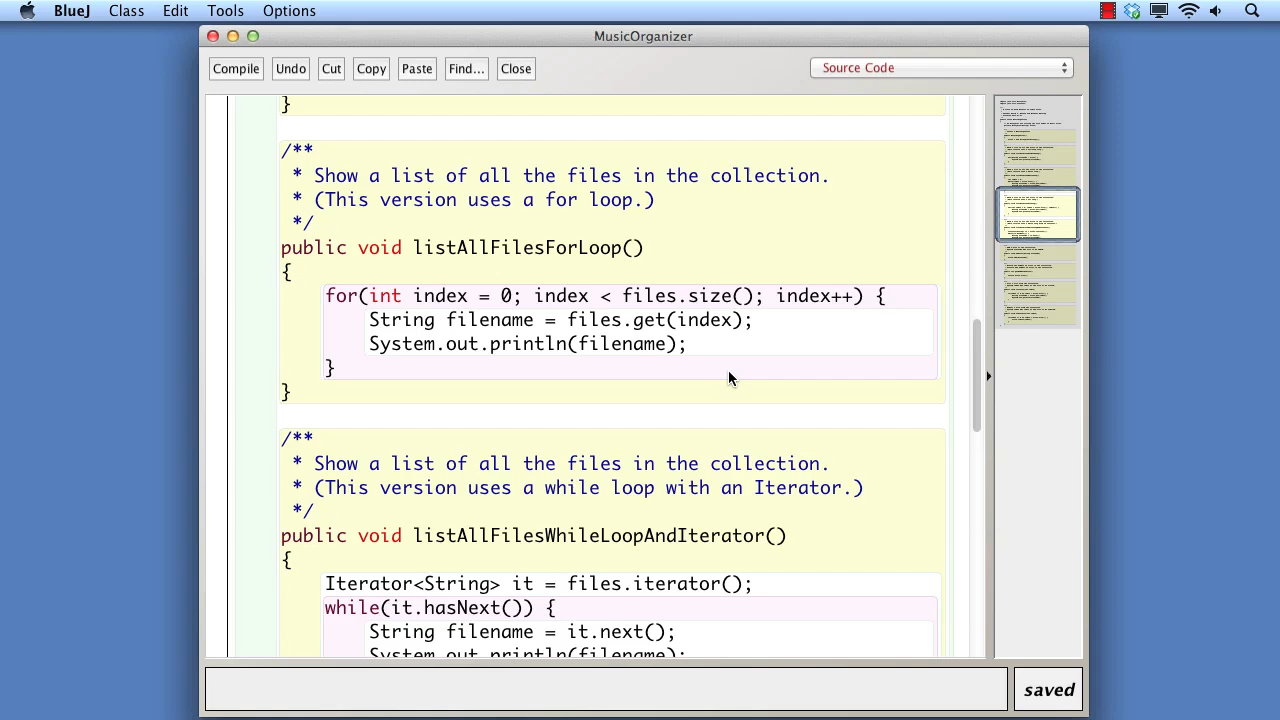 BlueJ Class Edit Tools Options
MusicOrganizer
Compile Undo Cut Copy Paste Find... Close Source Code
}
/**
* Show a list of all the files in the collection.
* (This version uses a for loop.)
*/
public void listAllFilesForLoop()
{
for(int index = 0; index < files.size(); index++) {
String filename = files.get(index);
System.out.println(filename);
}
}
/**
* Show a list of all the files in the collection.
* (This version uses a while loop with an Iterator.)
*/
public void listAllFilesWhileLoopAndIterator()
{
Iterator<String> it = files.iterator();
while(it.hasNext()) {
String filename = it.next();
System.out.println(filename);
saved